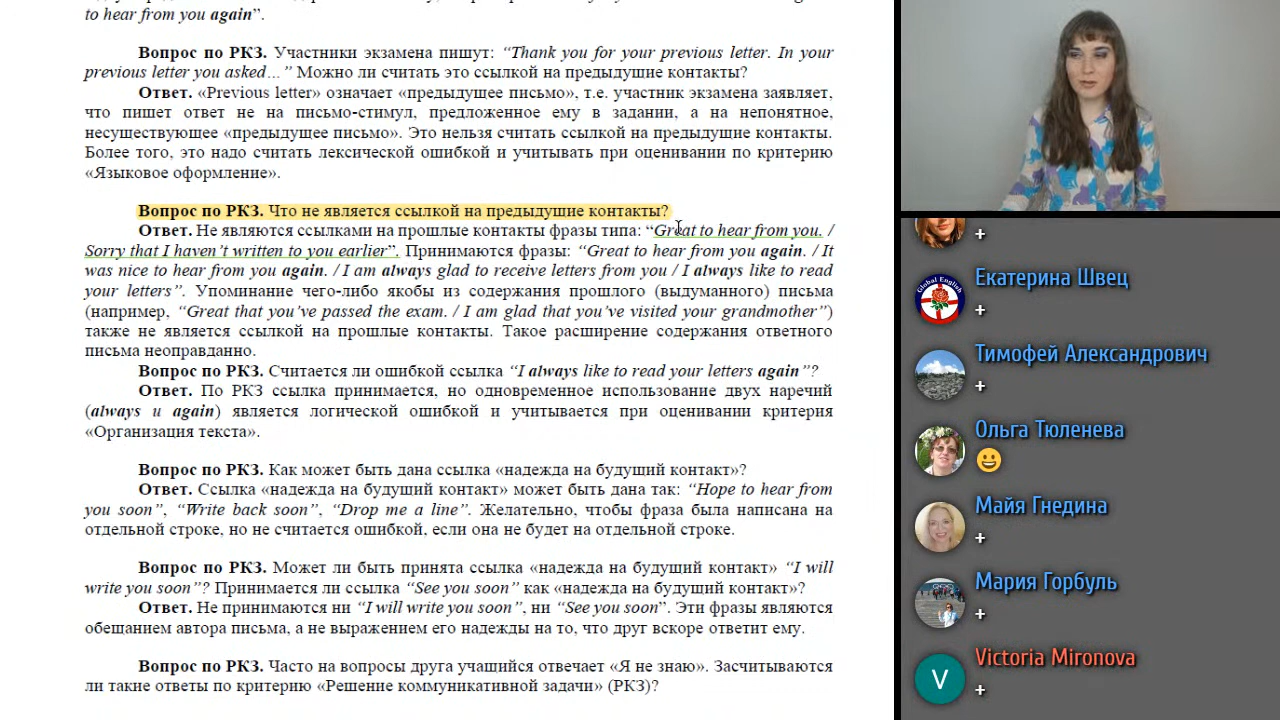 to hear from you again”.
Вопрос по РКЗ. Участники экзамена пишут: “Thank you for your previous letter. In your
previous letter you asked…” Можно ли считать это ссылкой на предыдущие контакты?
Ответ. «Previous letter» означает «предыдущее письмо», т.е. участник экзамена заявляет,
что пишет ответ не на письмо-стимул, предложенное ему в задании, а на непонятное,
несуществующее «предыдущее письмо». Это нельзя считать ссылкой на предыдущие контакты.
Более того, это надо считать лексической ошибкой и учитывать при оценивании по критерию
«Языковое оформление».
Вопрос по РКЗ. Что не является ссылкой на предыдущие контакты?
Ответ. Не являются ссылками на прошлые контакты фразы типа: “Great to hear from you. /
Sorry that I haven’t written to you earlier”. Принимаются фразы: “Great to hear from you again. / It
was nice to hear from you again. / I am always glad to receive letters from you / I always like to read
your letters”. Упоминание чего-либо якобы из содержания прошлого (выдуманного) письма
(например, “Great that you’ve passed the exam. / I am glad that you’ve visited your grandmother”)
также не является ссылкой на прошлые контакты. Такое расширение содержания ответного
письма неоправданно.
Вопрос по РКЗ. Считается ли ошибкой ссылка “I always like to read your letters again”?
Ответ. По РКЗ ссылка принимается, но одновременное использование двух наречий
(always и again) является логической ошибкой и учитывается при оценивании критерия
«Организация текста».
Вопрос по РКЗ. Как может быть дана ссылка «надежда на будущий контакт»?
Ответ. Ссылка «надежда на будущий контакт» может быть дана так: “Hope to hear from
you soon”, “Write back soon”, “Drop me a line”. Желательно, чтобы фраза была написана на
отдельной строке, но не считается ошибкой, если она не будет на отдельной строке.
Вопрос по РКЗ. Может ли быть принята ссылка «надежда на будущий контакт» “I will
write you soon”? Принимается ли ссылка “See you soon” как «надежда на будущий контакт»?
Ответ. Не принимаются ни “I will write you soon”, ни “See you soon”. Эти фразы являются
обещанием автора письма, а не выражением его надежды на то, что друг вскоре ответит ему.
Вопрос по РКЗ. Часто на вопросы друга учащийся отвечает «Я не знаю». Засчитываются
ли такие ответы по критерию «Решение коммуникативной задачи» (РКЗ)?
+
Екатерина Швец
Global English
+
Тимофей Александрович
+
Ольга Тюленева
Майя Гнедина
+
Мария Горбуль
+
Victoria Mironova
V
+